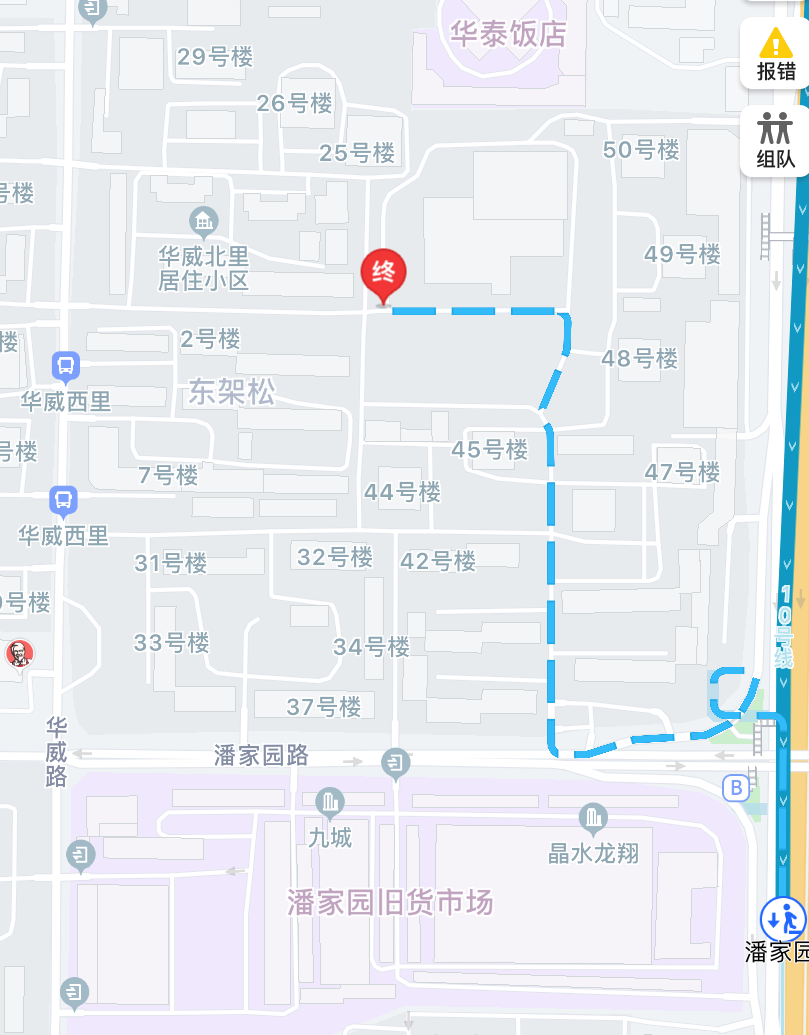 华泰饭店
29号楼
报错
26号楼
25号楼
50号楼
组队
号楼
华威北里
居住小区
49号楼
终
2号楼
楼
48号楼
华威西里
东架松
号楼
45号楼
7号楼
47号楼
44号楼
华威西里
31号楼
32号楼
42号楼
号楼
10号线
33号楼
34号楼
37号楼
华威路
潘家园路
B
九城
晶水龙翔
潘家园旧货市场
潘家园